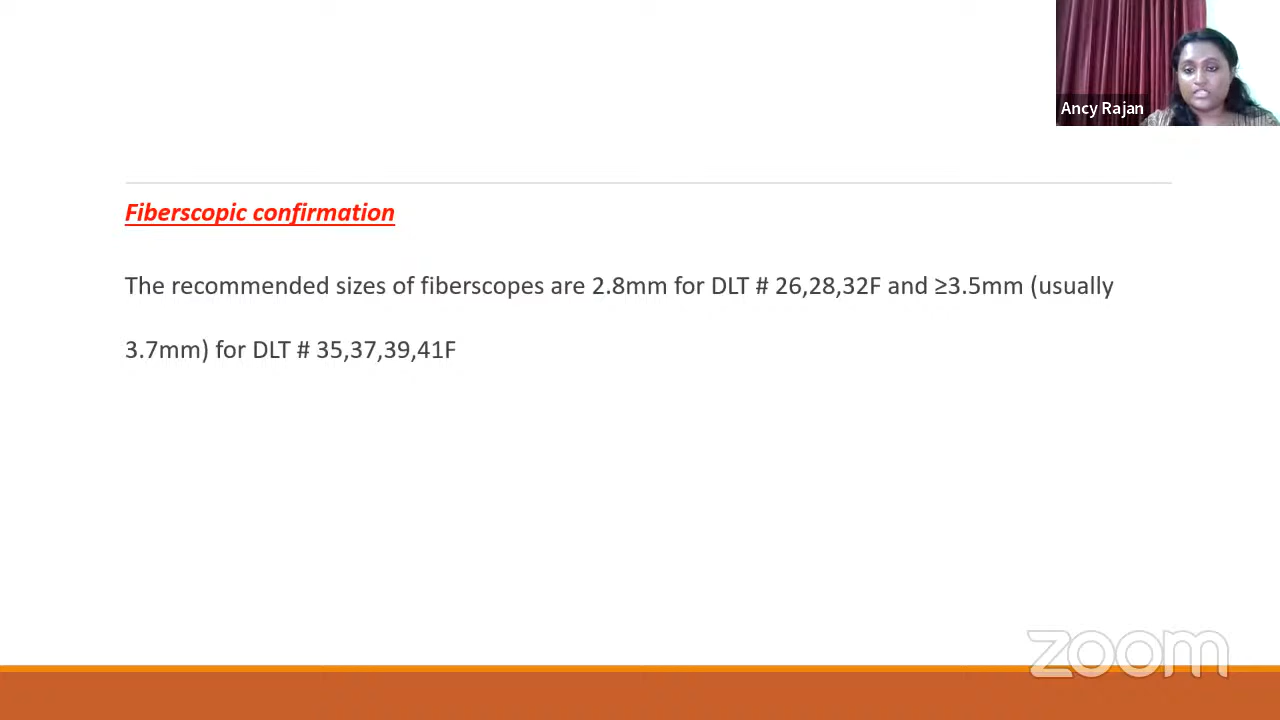 Ancy Rajan
Fiberscopic confirmation
The recommended sizes of fiberscopes are 2.8mm for DLT # 26,28,32F and ≥3.5mm (usually
3.7mm) for DLT # 35,37,39,41F
zoom